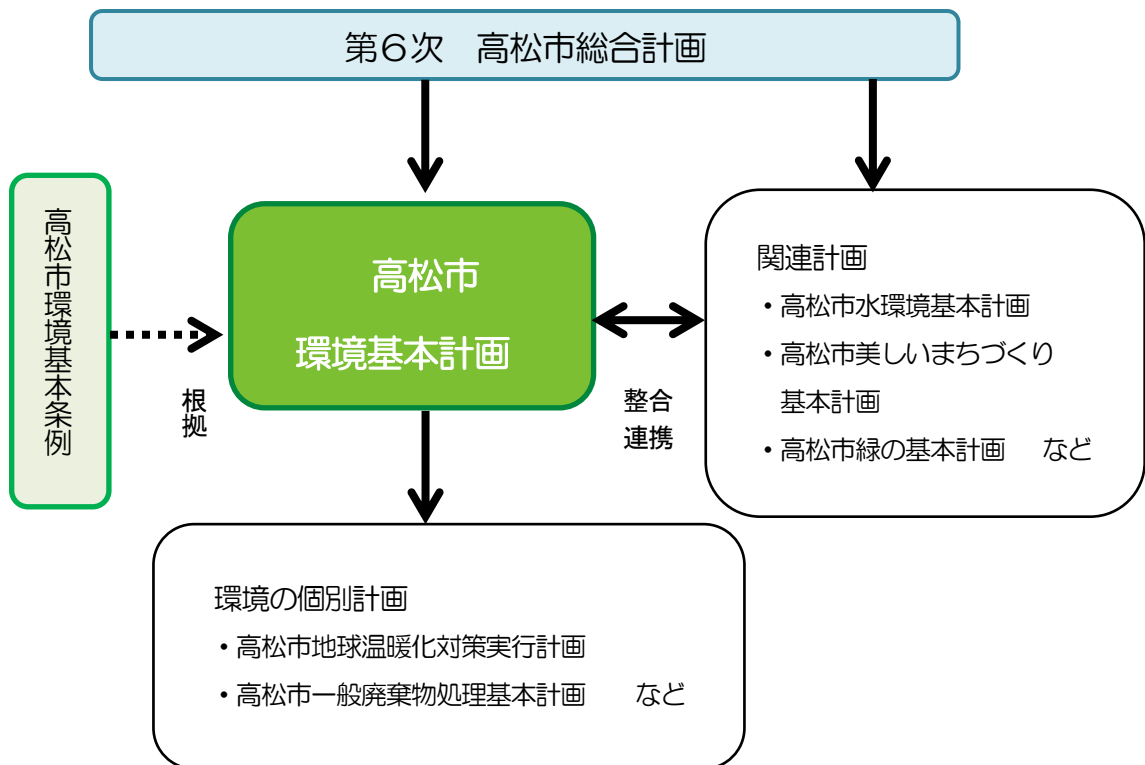 第6次　高松市総合計画
高松市環境基本条例
根拠
高松市
環境基本計画
整合
連携
関連計画
・高松市水環境基本計画
・高松市美しいまちづくり
基本計画
・高松市緑の基本計画　など
環境の個別計画
・高松市地球温暖化対策実行計画
・高松市一般廃棄物処理基本計画　など